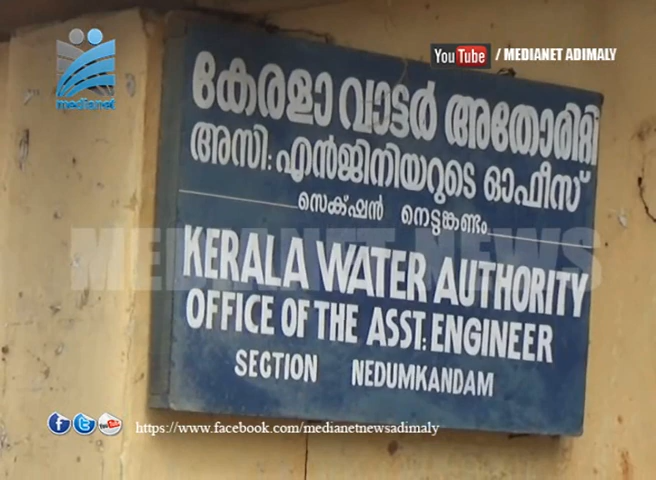 medianet
YouTube / MEDIANET ADIMALY
കേരളാ വാട്ടർ അതോരിറ്റി
അസി: എൻജിനിയറുടെ ഓഫീസ്
സെക്ഷൻ നെടുങ്കണ്ടം
MEDIANET NEWS
KERALA WATER AUTHORITY
OFFICE OF THE ASST: ENGINEER
SECTION NEDUMKANDAM
https://www.facebook.com/medianetnewsadimaly